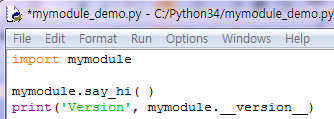 *mymodule_demo.py - C:/Python34/mymodule_demo.py
File Edit Format Run Options Windows Help
import mymodule
mymodule.say_hi( )
print('Version', mymodule.__version__)